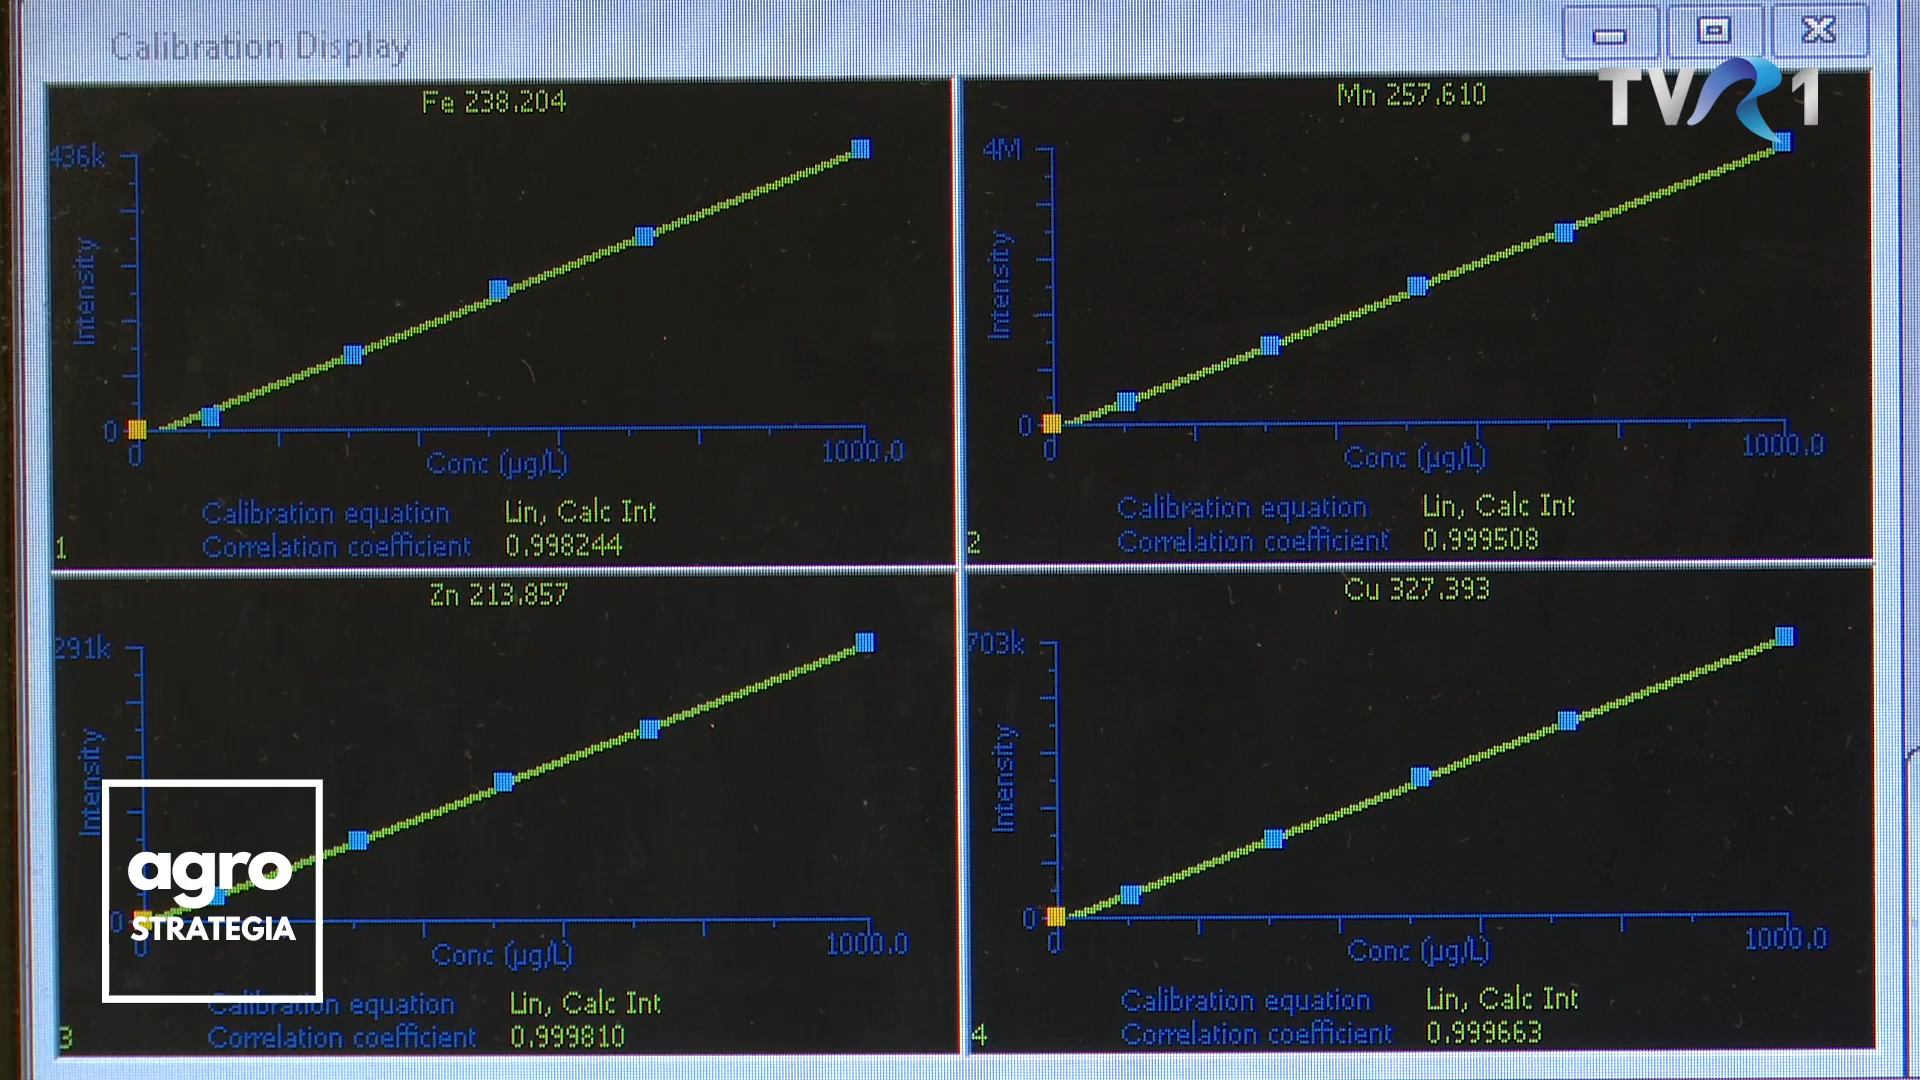 Calibration Display
TVR1
Fe 238.204
436k
Intensity
0
0
Conc (µg/L)
1000.0
Calibration equation Lin, Calc Int
Correlation coefficient 0.998244
1
Mn 257.610
4M
Intensity
0
0
Conc (µg/L)
1000.0
Calibration equation Lin, Calc Int
Correlation coefficient 0.999508
2
Zn 213.857
291k
Intensity
0
0
Conc (µg/L)
1000.0
Calibration equation Lin, Calc Int
Correlation coefficient 0.999810
3
Cu 327.393
703k
Intensity
0
0
Conc (µg/L)
1000.0
Calibration equation Lin, Calc Int
Correlation coefficient 0.999663
4
agro
STRATEGIA